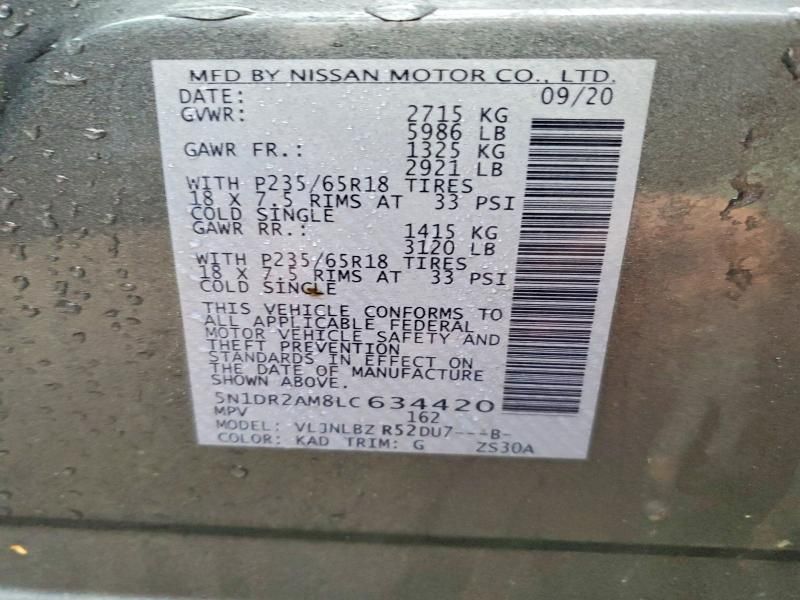 MFD BY NISSAN MOTOR CO., LTD.
DATE: 09/20
GVWR: 2715 KG
5986 LB
GAWR FR.: 1325 KG
2921 LB
WITH P235/65R18 TIRES
18 X 7.5 RIMS AT 33 PSI
COLD SINGLE
GAWR RR.: 1415 KG
3120 LB
WITH P235/65R18 TIRES
18 X 7.5 RIMS AT 33 PSI
COLD SINGLE
THIS VEHICLE CONFORMS TO
ALL APPLICABLE FEDERAL
MOTOR VEHICLE SAFETY AND
THEFT PREVENTION
STANDARDS IN EFFECT ON
THE DATE OF MANUFACTURE
SHOWN ABOVE.
5N1DR2AM8LC634420
MPV 162
MODEL: VLJNLBZ R52DU7---B-
COLOR: KAD TRIM: G ZS30A